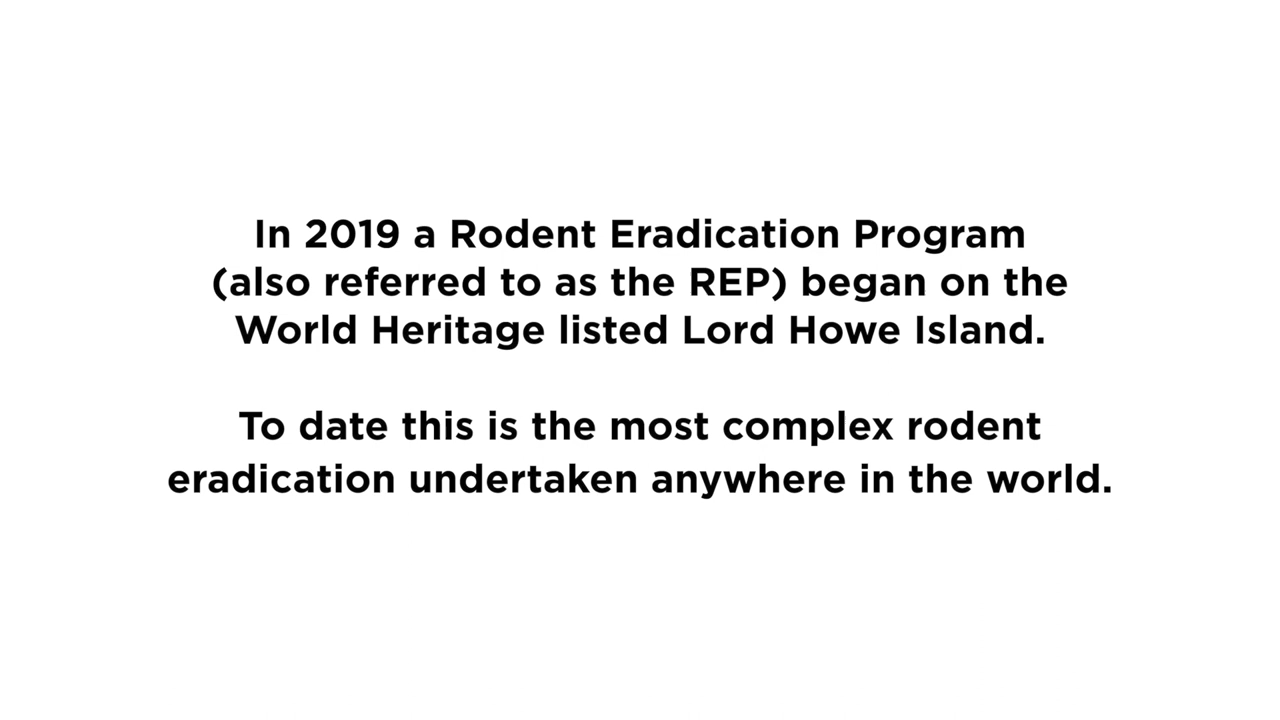 In 2019 a Rodent Eradication Program
(also referred to as the REP) began on the
World Heritage listed Lord Howe Island.
To date this is the most complex rodent
eradication undertaken anywhere in the world.